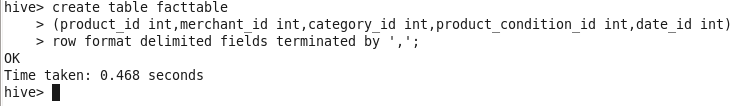 hive> create table facttable
    > (product_id int,merchant_id int,category_id int,product_condition_id int,date_id int)
    > row format delimited fields terminated by ',';
OK
Time taken: 0.468 seconds
hive>